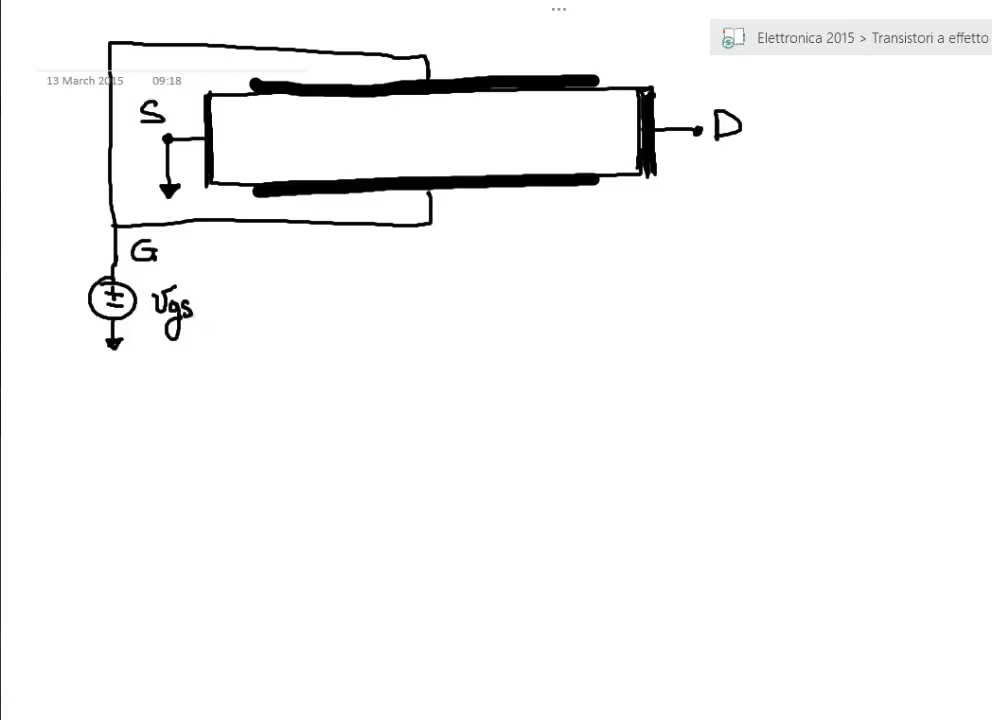 Elettronica 2015 > Transistori a effetto
13 March 2015 09:18
S
D
G
Vgs